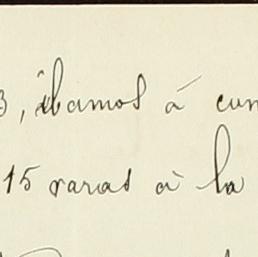 3, íbamos á cum
15 varas á la